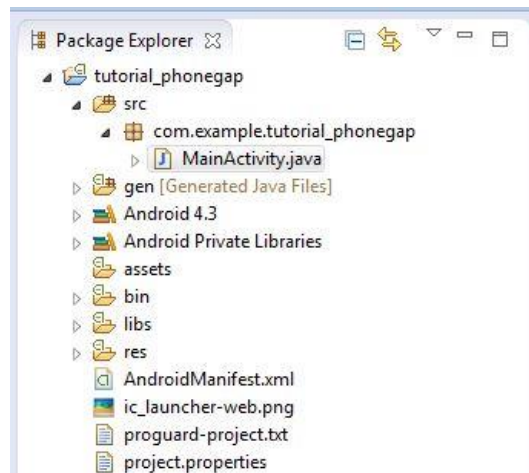 Package Explorer
tutorial_phonegap
src
com.example.tutorial_phonegap
MainActivity.java
gen [Generated Java Files]
Android 4.3
Android Private Libraries
assets
bin
libs
res
AndroidManifest.xml
ic_launcher-web.png
proguard-project.txt
project.properties